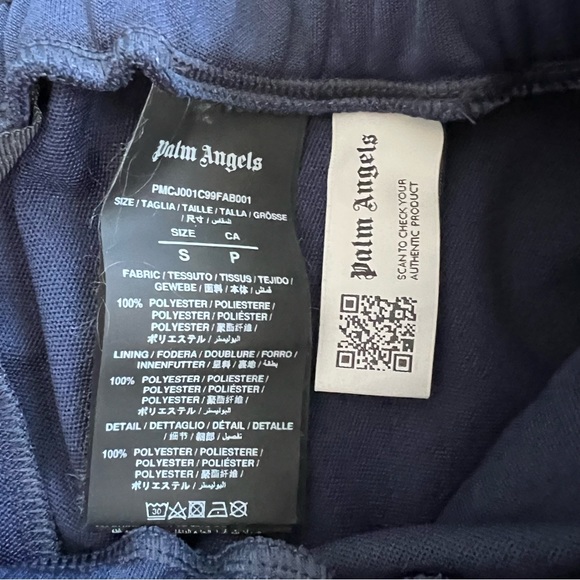 Palm Angels
PMCJ001C99FAB001
SIZE / TAGLIA / TAILLE / TALLA / GRÖSSE
/ 尺寸 / المقاس
SIZE CA
S P
FABRIC / TESSUTO / TISSUS / TEJIDO /
GEWEBE / 面料 / 本体 / قماش
100% POLYESTER / POLIESTERE /
POLYESTER / POLIÉSTER /
POLYESTER / 聚酯纤维 /
ポリエステル / البوليستر
LINING / FODERA / DOUBLURE / FORRO /
INNENFUTTER / 里料 / 裏地 / بطانة
100% POLYESTER / POLIESTERE /
POLYESTER / POLIÉSTER /
POLYESTER / 聚酯纤维 /
ポリエステル / البوليستر
DETAIL / DETTAGLIO / DÉTAIL / DETALLE
/ 细节 / تفصيل
100% POLYESTER / POLIESTERE /
POLYESTER / POLIÉSTER /
POLYESTER / 聚酯纤维 /
ポリエステル / البوليستر
30
Palm Angels
SCAN TO CHECK YOUR
AUTHENTIC PRODUCT